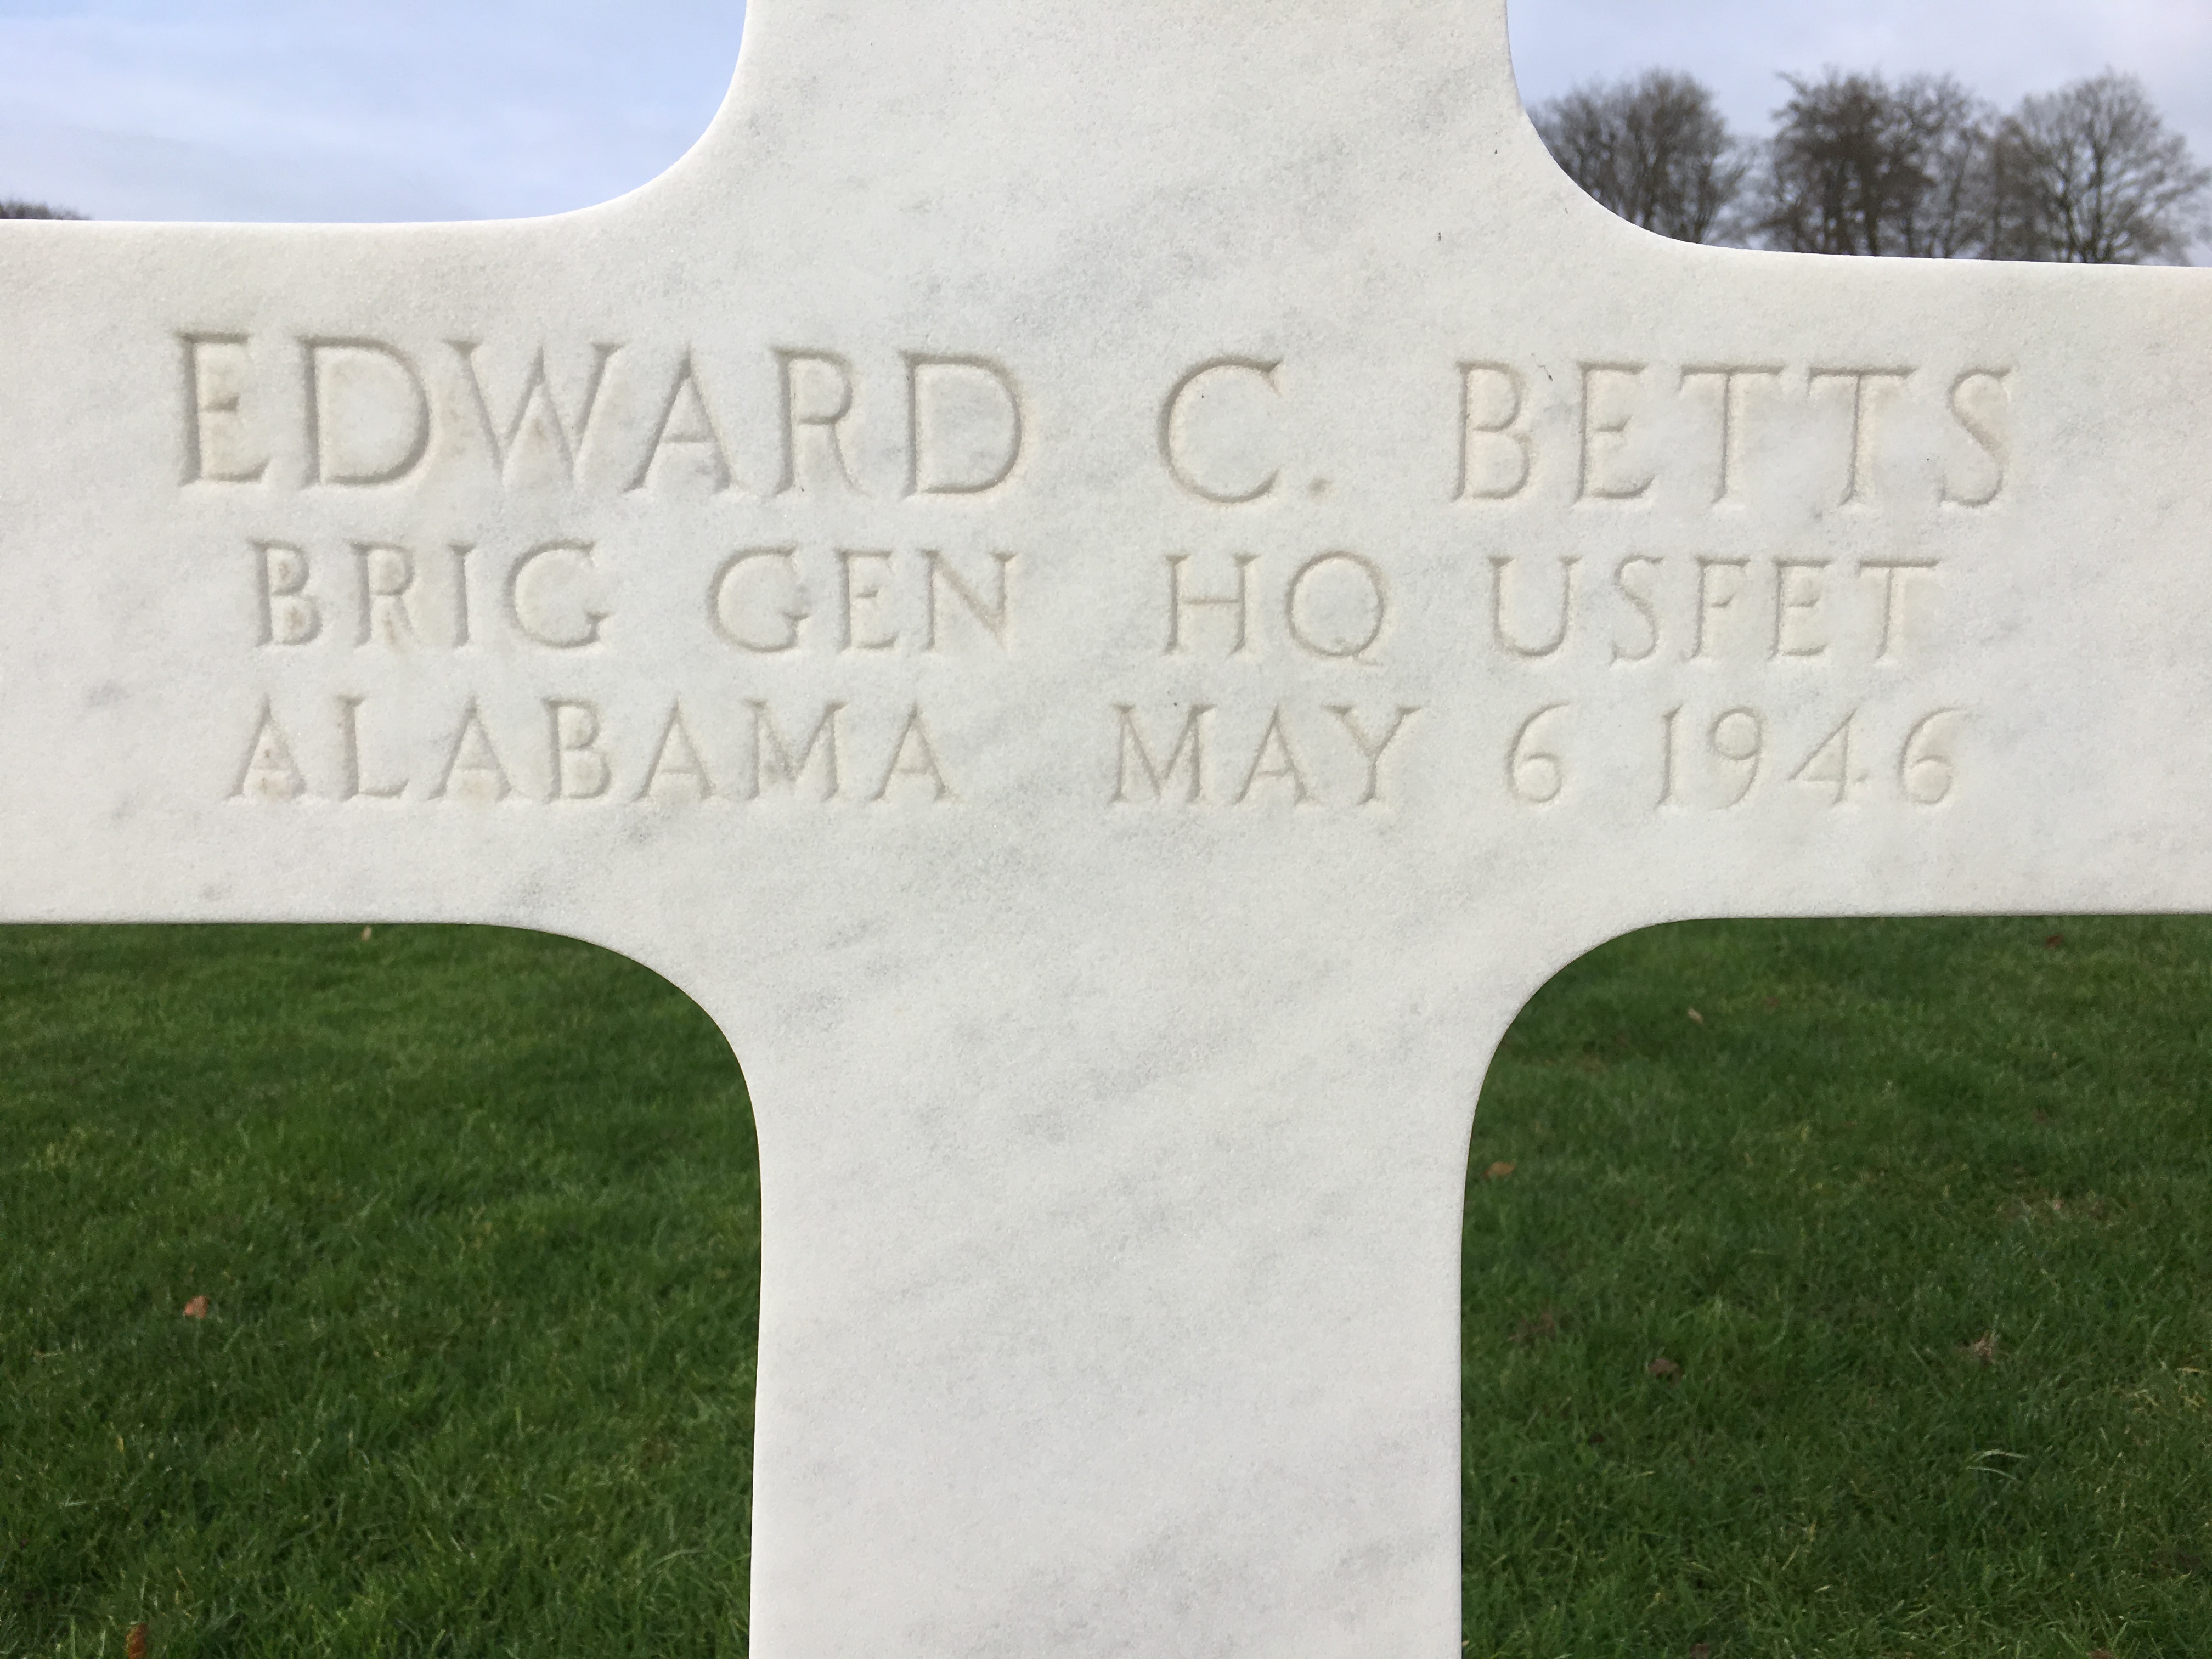 EDWARD C. BETTS
BRIG GEN HQ USFET
ALABAMA MAY 6 1946